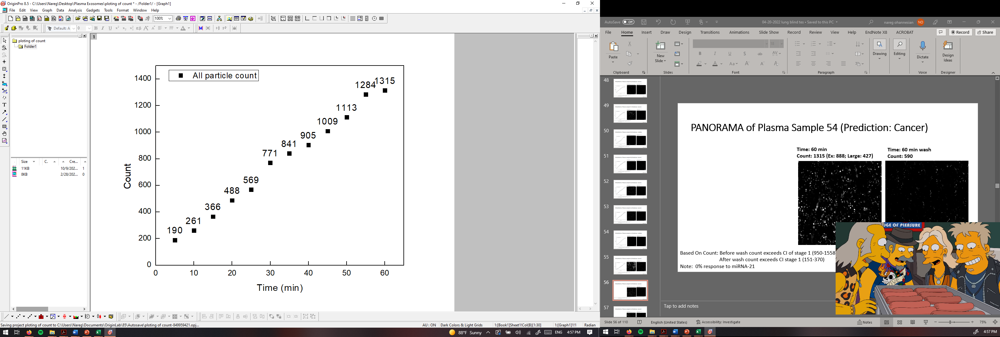 OriginPro 8.5 - C:\Users\Nareg\Desktop\Plasma Exosomes\ploting of count * - /Folder1/ - [Graph1]
File Edit View Graph Data Analysis Gadgets Tools Format Window Help
100%
Default: A 0 B I U
ploting of count
Folder1
Size C. Cre...
11KB 10/9/202... 1
8KB 2/28/202... 0
1
All particle count
1400
1200
1000
800
600
400
200
0
Count
190
261
366
488
569
771
841
905
1009
1113
1284
1315
0 10 20 30 40 50 60
Time (min)
Saving project ploting of count to C:\Users\Nareg\Documents\OriginLab\85\Autosave\ploting of count-849959421.opj...
AU : ON Dark Colors & Light Grids 1:[Book1]Sheet1!Col(B)[1:30] 1:[Graph1]1!1 Radian
88°F Sunny ENG 4:57 PM
AutoSave Off 04-20-2022 lung blind tes • Saved to this PC nareg ohannesian NO
File Home Insert Draw Design Transitions Animations Slide Show Record Review View Help EndNote X8 ACROBAT Record Share
Paste
New Slide
18
Drawing
Editing
Dictate
Design Ideas
Clipboard Slides Font Paragraph Voice Designer
48
49
50
51
52
53
54
55
56
57
PANORAMA of Plasma Sample 54 (Prediction: Cancer)
Time: 60 min
Count: 1315 (Ex: 888; Large: 427)
Time: 60 min wash
Count: 590
Based On Count: Before wash count exceeds CI of stage 1 (950-1558
After wash count exceeds CI stage 1 (151-370)
Note: 0% response to miRNA-21
DGE OF PLEASURE
Tap to add notes
Slide 56 of 110 English (United States) Accessibility: Investigate Notes 75%
4:57 PM